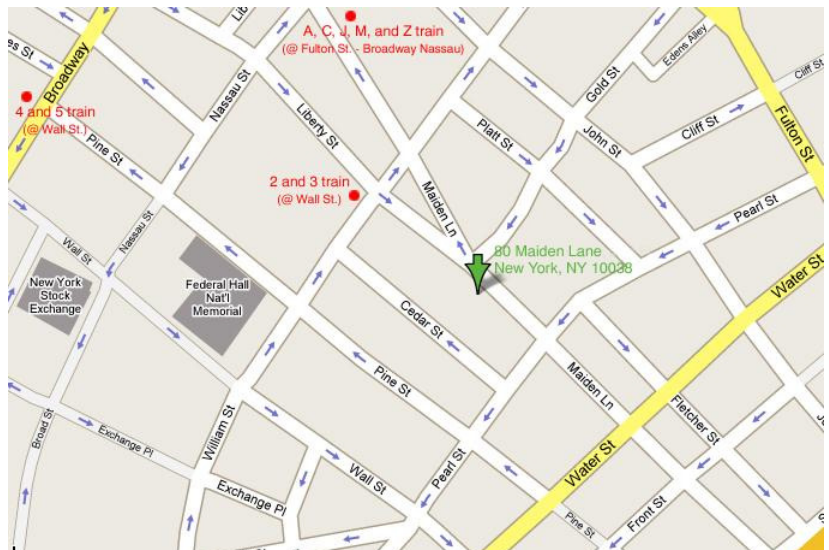 A, C, J, M, and Z train
(@ Fulton St. - Broadway Nassau)
4 and 5 train
(@ Wall St.)
2 and 3 train
(@ Wall St.)
80 Maiden Lane
New York, NY 10038
Broadway
Nassau St
Liberty St
Liberty St
Pine St
Gold St
Edens Alley
Cliff St
Cliff St
Fulton St
John St
Platt St
Maiden Ln
Pearl St
Nassau St
Wall St
New York
Stock
Exchange
Federal Hall
Nat'l
Memorial
Water St
Cedar St
Pine St
Maiden Ln
Fletcher St
William St
Broad St
Exchange Pl
Exchange Pl
Wall St
Pearl St
Water St
Front St
Pine St